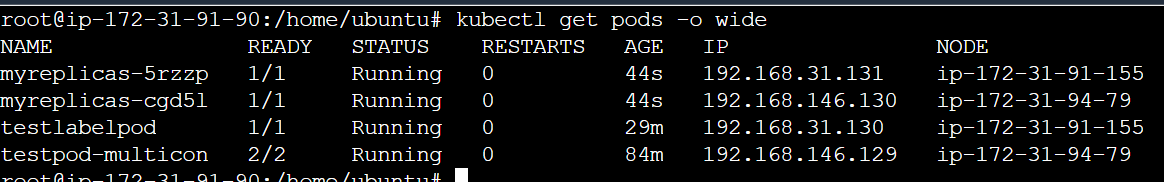 root@ip-172-31-91-90:/home/ubuntu# kubectl get pods -o wide
NAME READY STATUS RESTARTS AGE IP NODE
myreplicas-5rzzp 1/1 Running 0 44s 192.168.31.131 ip-172-31-91-155
myreplicas-cgd5l 1/1 Running 0 44s 192.168.146.130 ip-172-31-94-79
testlabelpod 1/1 Running 0 29m 192.168.31.130 ip-172-31-91-155
testpod-multicon 2/2 Running 0 84m 192.168.146.129 ip-172-31-94-79
root@ip-172-31-91-90:/home/ubuntu#